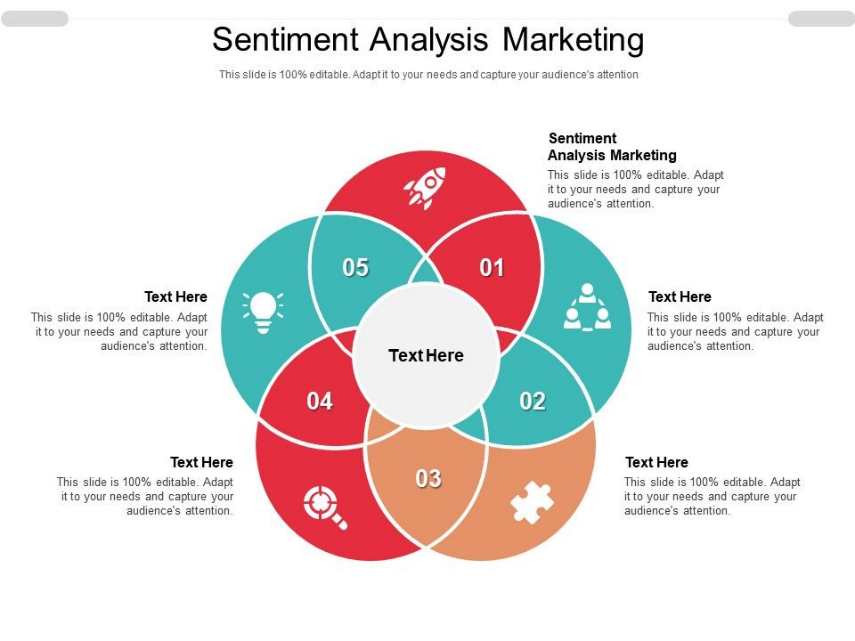 Sentiment Analysis Marketing
This slide is 100% editable. Adapt it to your needs and capture your audience's attention
Sentiment
Analysis Marketing
This slide is 100% editable. Adapt
it to your needs and capture your
audience's attention.
05
01
Text Here
This slide is 100% editable. Adapt
it to your needs and capture your
audience's attention.
Text Here
This slide is 100% editable. Adapt
it to your needs and capture your
audience's attention.
Text Here
04
02
03
Text Here
This slide is 100% editable. Adapt
it to your needs and capture your
audience's attention.
Text Here
This slide is 100% editable. Adapt
it to your needs and capture your
audience's attention.